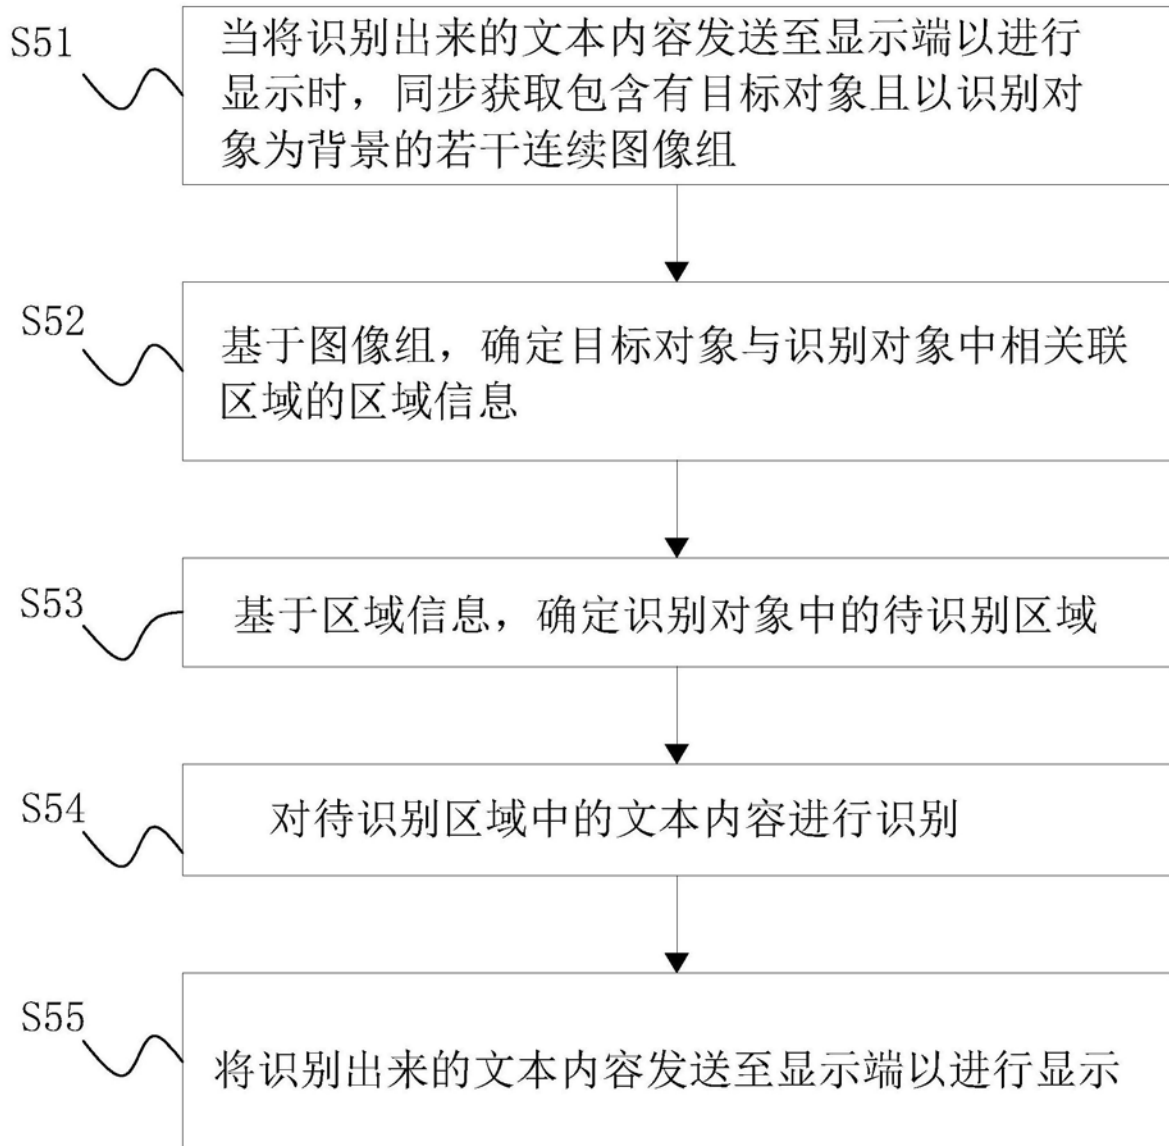 S51
当将识别出来的文本内容发送至显示端以进行
显示时，同步获取包含有目标对象且以识别对
象为背景的若干连续图像组
S52
基于图像组，确定目标对象与识别对象中相关联
区域的区域信息
S53
基于区域信息，确定识别对象中的待识别区域
S54
对待识别区域中的文本内容进行识别
S55
将识别出来的文本内容发送至显示端以进行显示